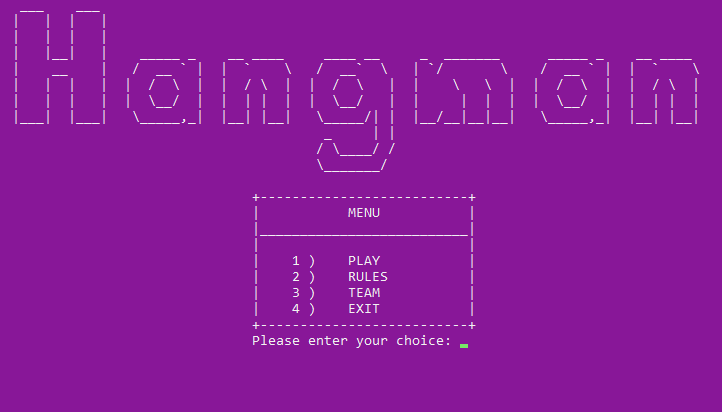 Hangman
MENU
1 ) PLAY
2 ) RULES
3 ) TEAM
4 ) EXIT
Please enter your choice: